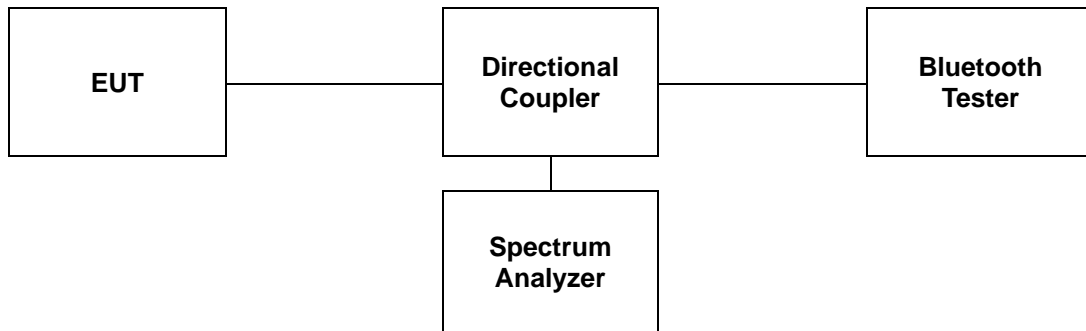 EUT
Directional
Coupler
Bluetooth
Tester
Spectrum
Analyzer